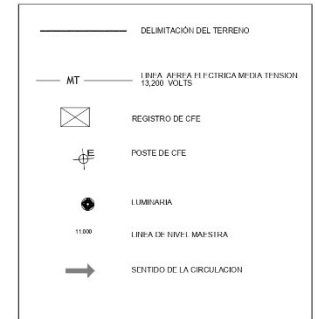 DELIMITACIÓN DEL TERRENO
MT
LINEA AEREA ELECTRICA MEDIA TENSION
13,200 VOLTS
REGISTRO DE CFE
E
POSTE DE CFE
LUMINARIA
11.000
LINEA DE NIVEL MAESTRA
SENTIDO DE LA CIRCULACION